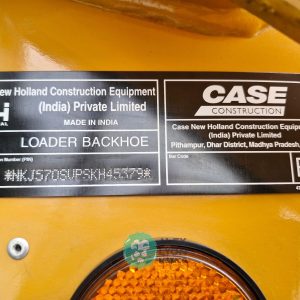 New Holland Construction Equipment
(India) Private Limited
MADE IN INDIA
LOADER BACKHOE
Number (PIN)
*NKJ570SUPSKH45379*
CASE
CONSTRUCTION
Case New Holland Construction Equip
(India) Private Limited
Pithampur, Dhar District, Madhya Pradesh,
Bar Code